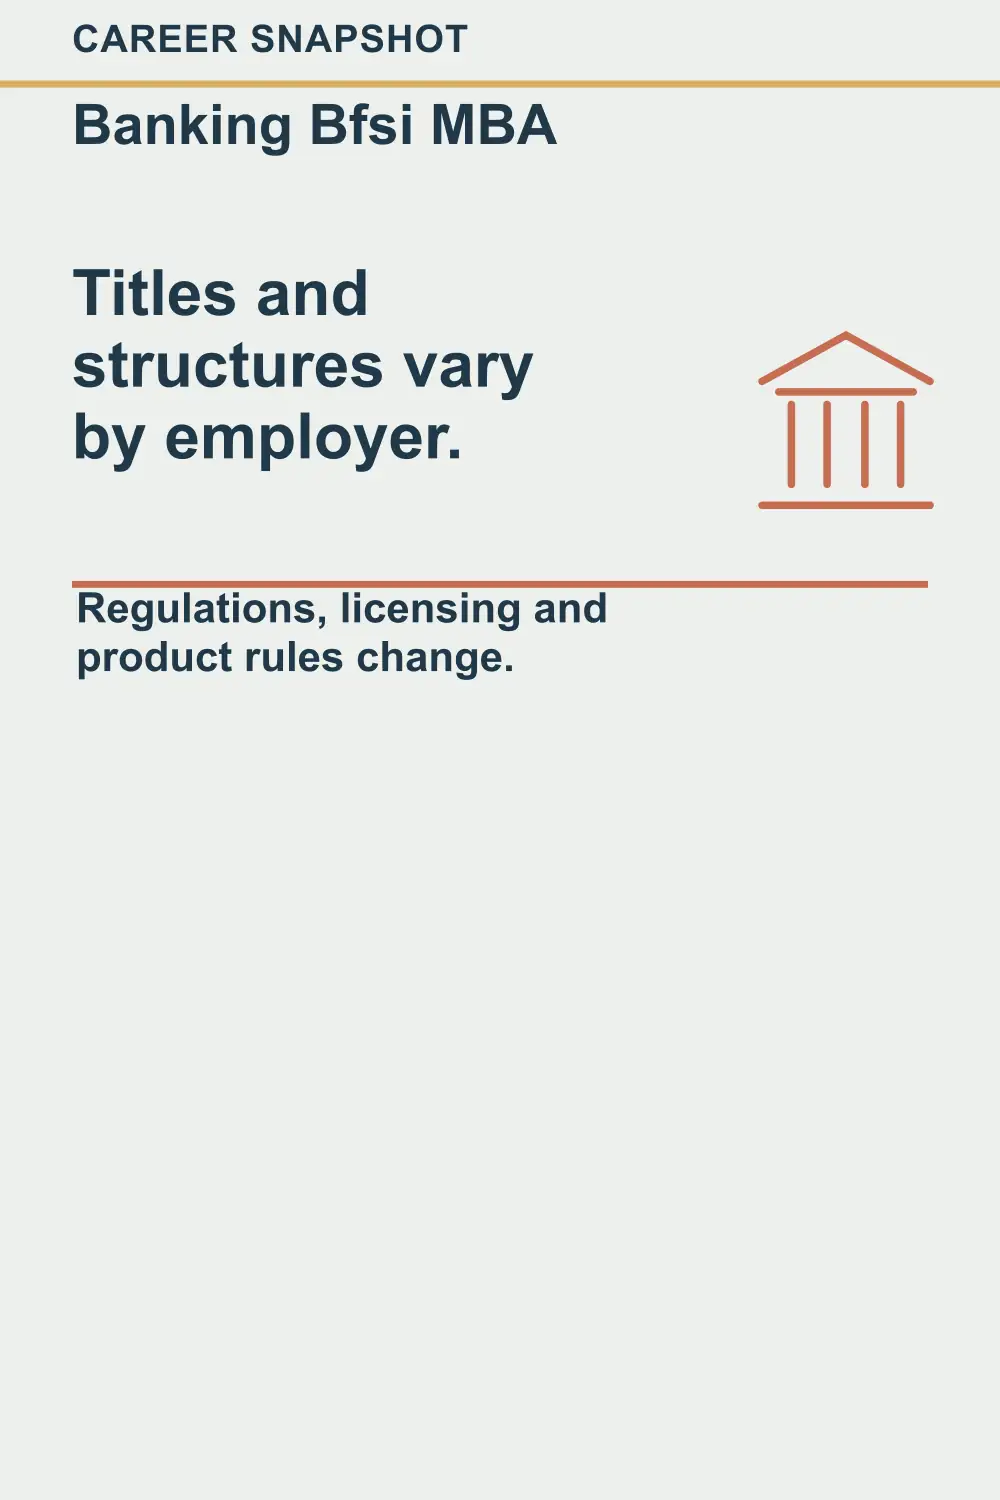 CAREER SNAPSHOT
Banking Bfsi MBA
Titles and
structures vary
by employer.
Regulations, licensing and
product rules change.